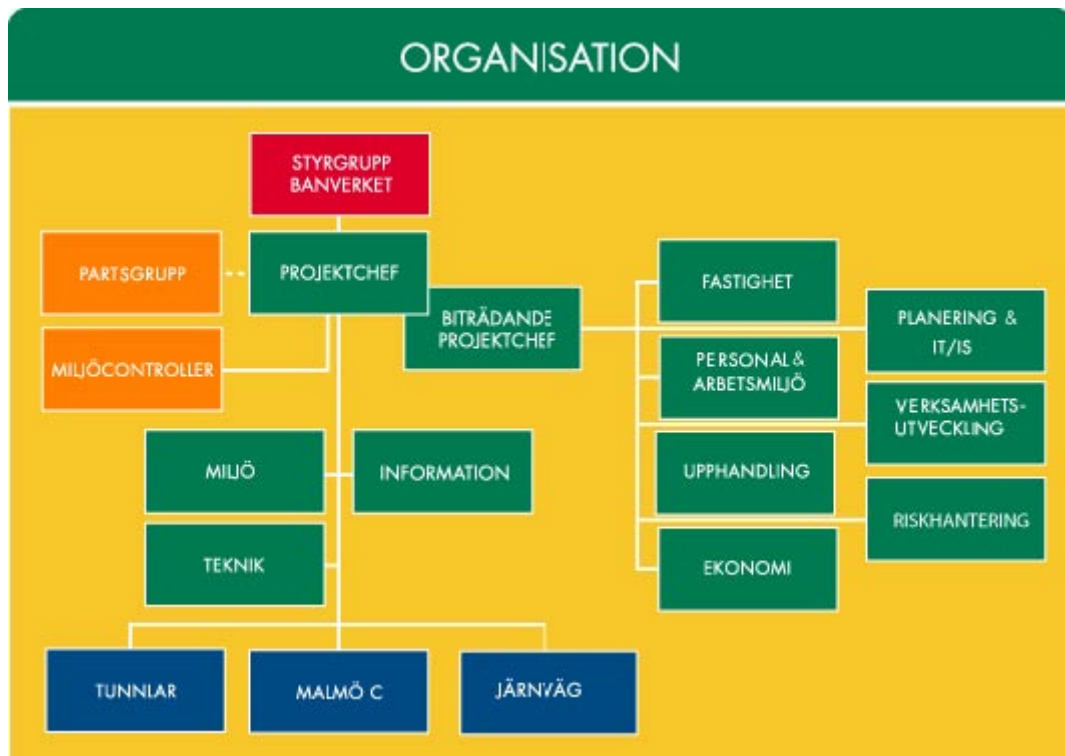 ORGANISATION
STYRGRUPP
BANVERKET
PARTSGRUPP
PROJEKTCHEF
MILJÖCONTROLLER
BITRÄDANDE
PROJEKTCHEF
FASTIGHET
PLANERING &
IT/IS
PERSONAL &
ARBETSMILJÖ
VERKSAMHETS-
UTVECKLING
UPPHANDLING
RISKHANTERING
EKONOMI
MILJÖ
INFORMATION
TEKNIK
TUNNLAR
MALMÖ C
JÄRNVÄG